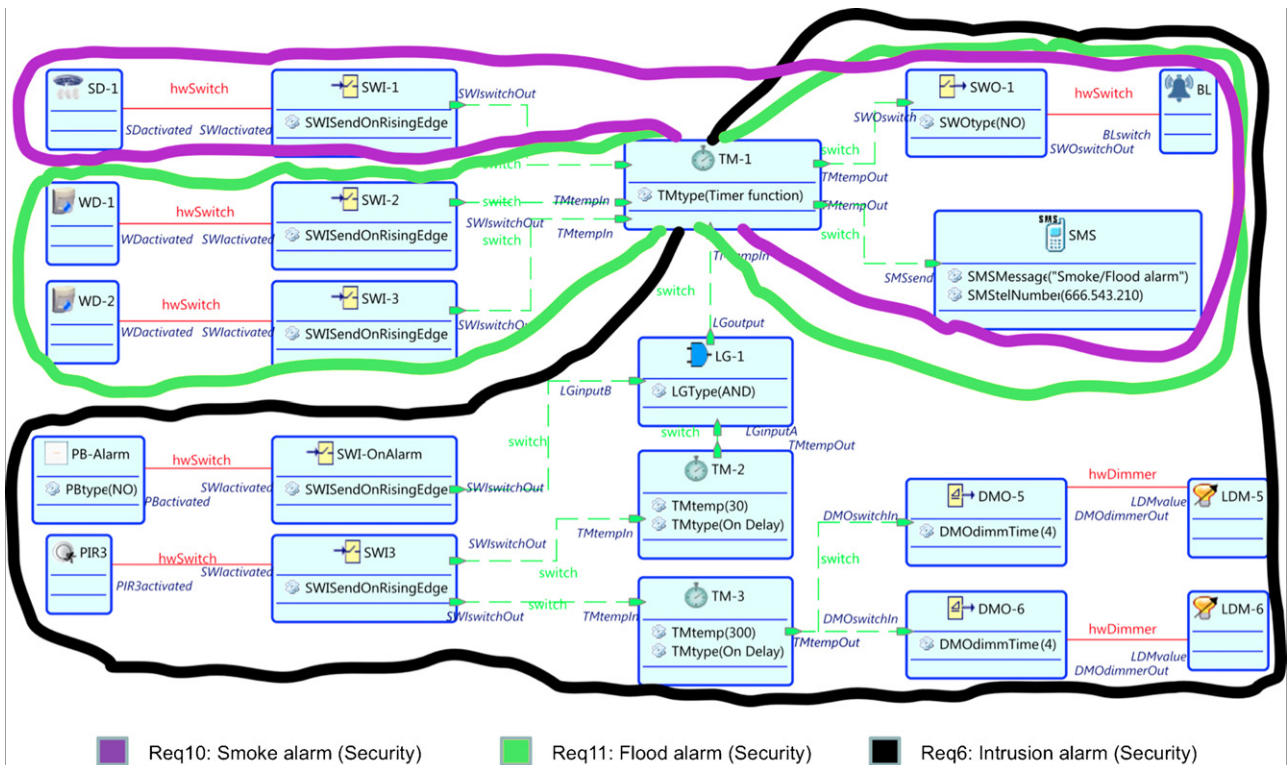 SD-1
hwSwitch
SDactivated SWIactivated
SWI-1
SWISendOnRisingEdge
SWIswitchOut
switch
WD-1
hwSwitch
WDactivated SWIactivated
SWI-2
SWISendOnRisingEdge
switch
SWIswitchOut
TMtempIn
switch
TMtempIn
WD-2
hwSwitch
WDactivated SWIactivated
SWI-3
SWISendOnRisingEdge
SWIswitchOut
TM-1
TMtype(Timer function)
switch
TMtempOut
TMtempOut
switch
SWOswitch
SWO-1
SWOtype(NO)
hwSwitch
BLswitch
SWOswitchOut
BL
SMSsend
SMS
SMS
SMSMessage("Smoke/Flood alarm")
SMStelNumber(666.543.210)
switch
LGoutput
LG-1
LGType(AND)
LGinputB
switch
switch
LGinputA
TMtempOut
PB-Alarm
PBtype(NO)
hwSwitch
SWIactivated
PBactivated
SWI-OnAlarm
SWISendOnRisingEdge
SWIswitchOut
TM-2
TMtemp(30)
TMtype(On Delay)
PIR3
hwSwitch
SWIactivated
PIR3activated
SWI3
SWISendOnRisingEdge
SWIswitchOut
TMtempIn
switch
switch
SWIswitchOut
TMtempIn
TM-3
TMtemp(300)
TMtype(On Delay)
TMtempOut
switch
DMOswitchIn
DMO-5
DMOdimmTime(4)
hwDimmer
LDMvalue
DMOdimmerOut
LDM-5
DMOswitchIn
DMO-6
DMOdimmTime(4)
hwDimmer
LDMvalue
DMOdimmerOut
LDM-6
Req10: Smoke alarm (Security)
Req11: Flood alarm (Security)
Req6: Intrusion alarm (Security)